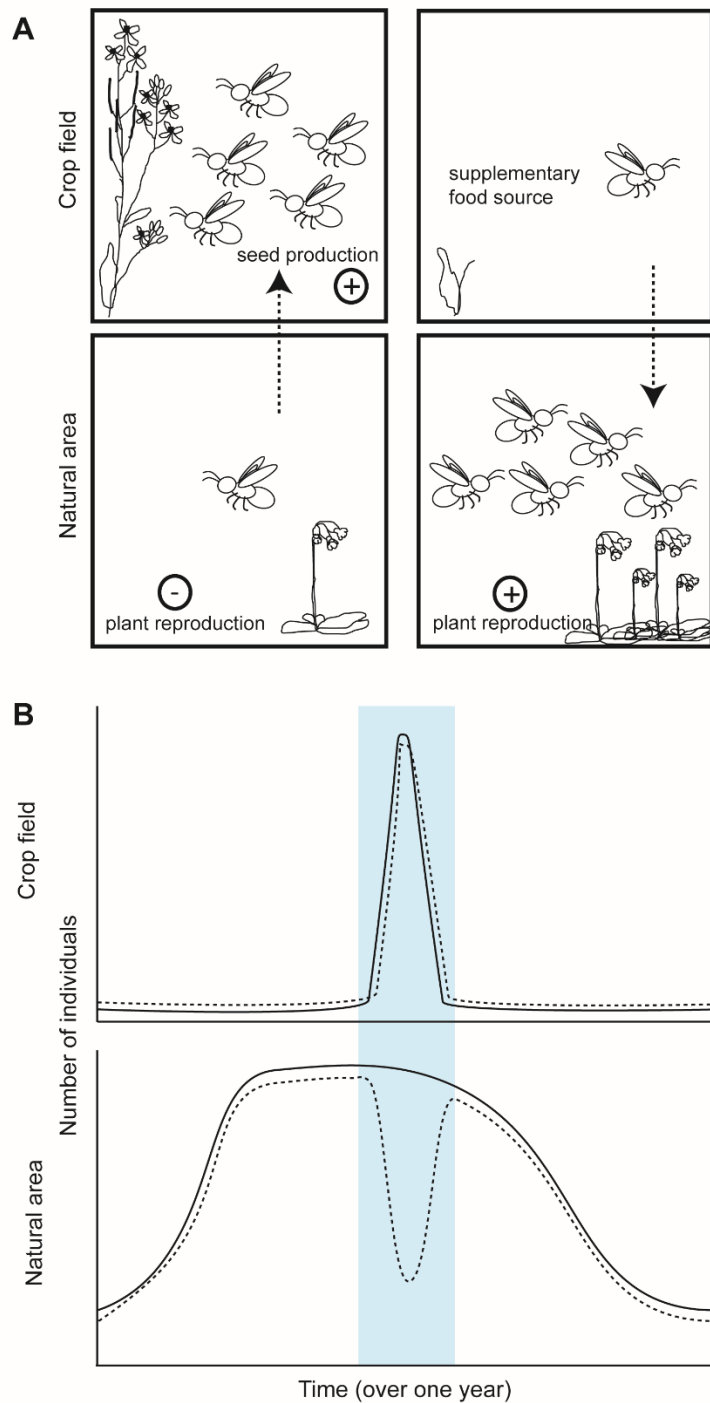 A
Crop field
seed production
+
supplementary
food source
Natural area
-
plant reproduction
+
plant reproduction
B
Crop field
Number of individuals
Natural area
Time (over one year)